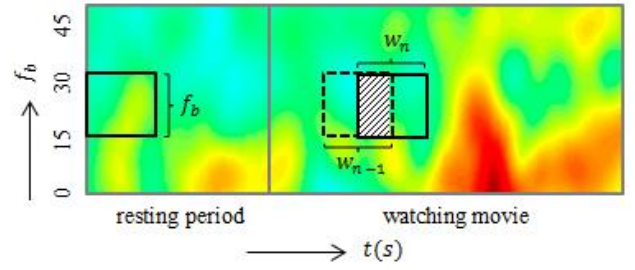 45
30
15
0
f_b
f_b
w_n
w_{n-1}
resting period watching movie
t(s)